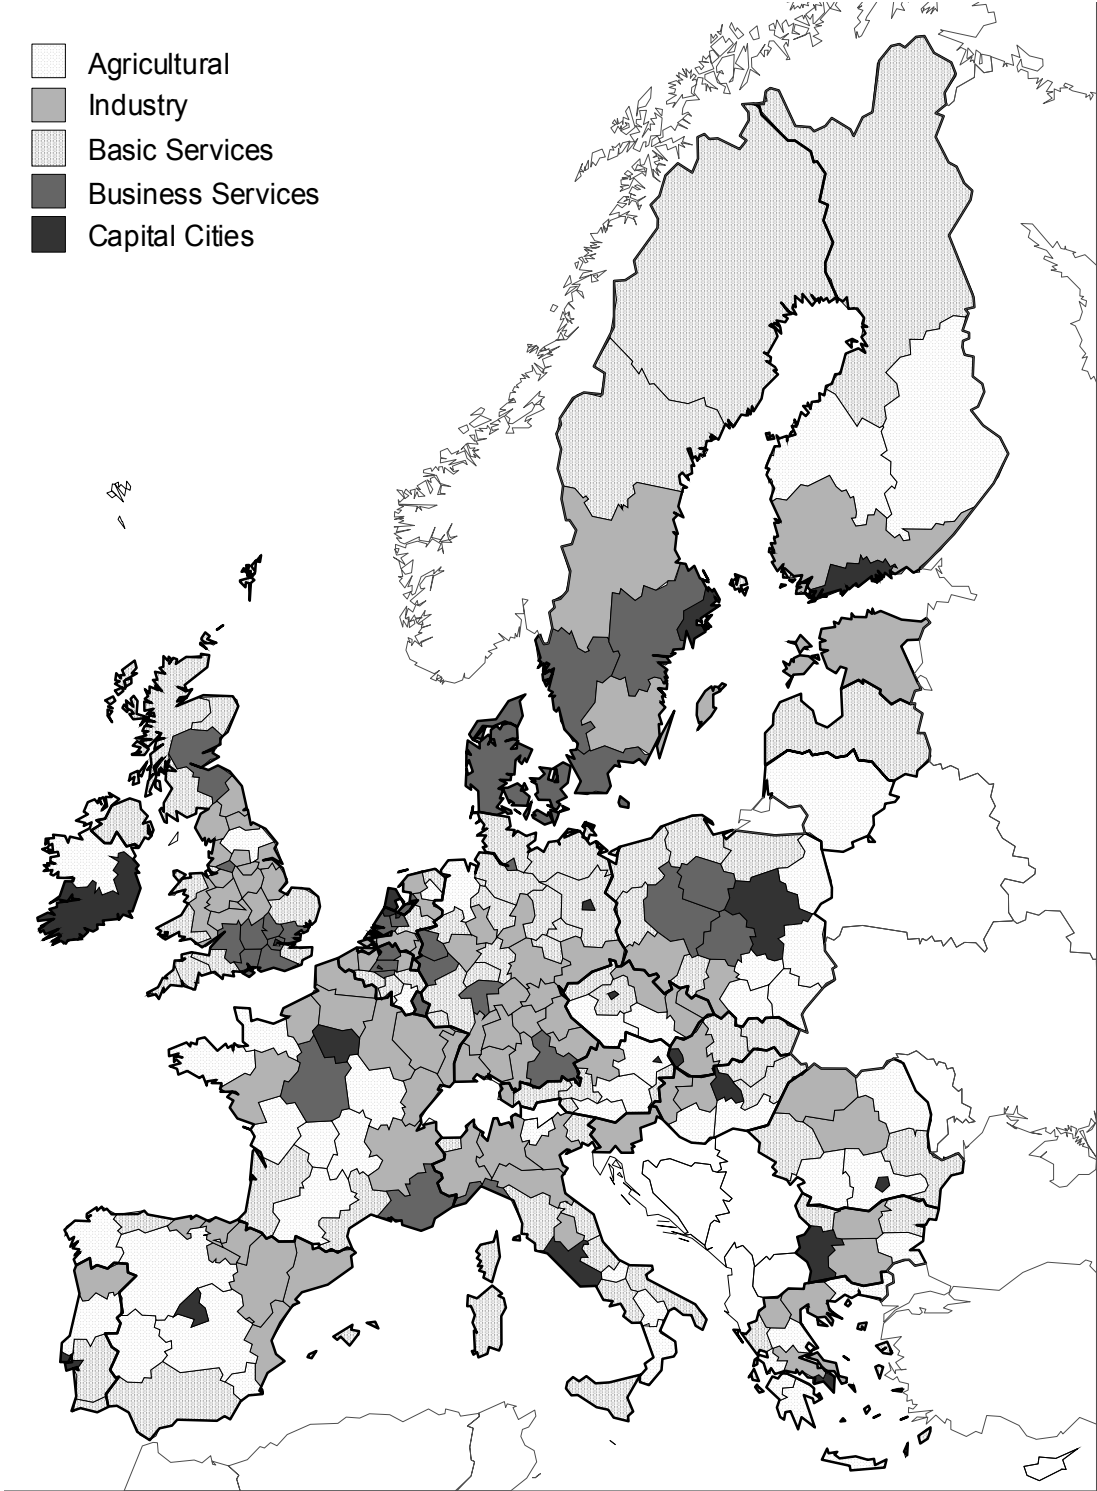 Agricultural
Industry
Basic Services
Business Services
Capital Cities